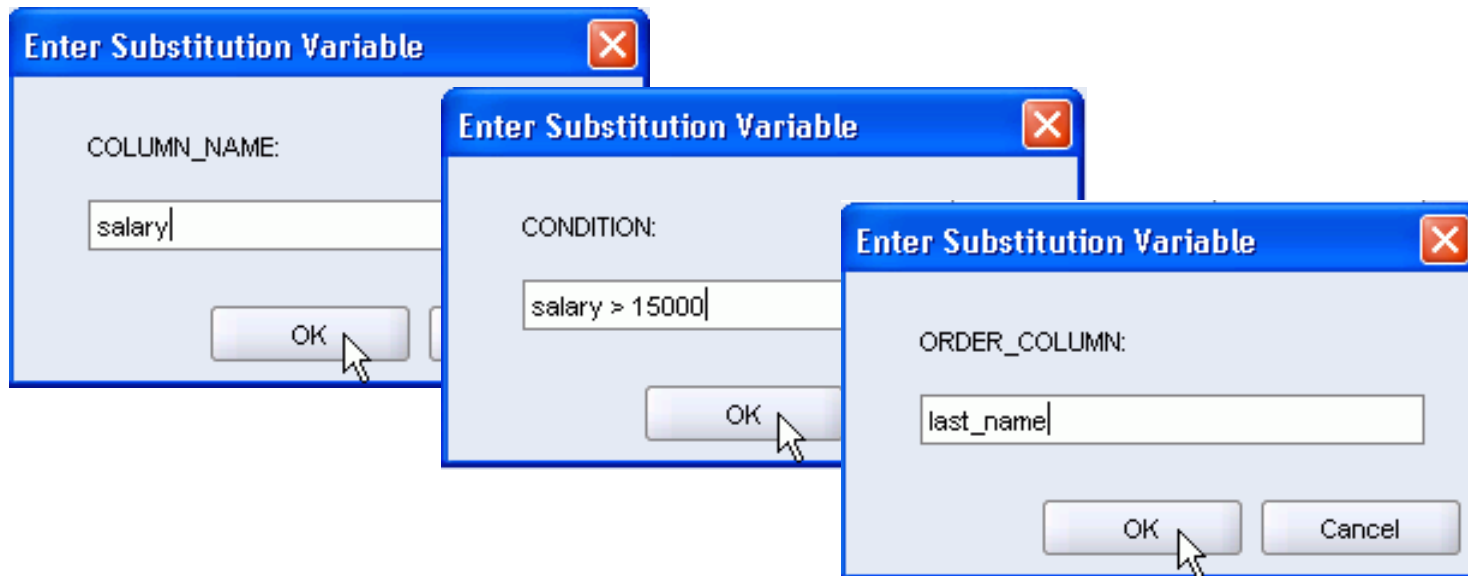 Enter Substitution Variable
COLUMN_NAME:
salary
OK
Enter Substitution Variable
CONDITION:
salary > 15000
OK
Enter Substitution Variable
ORDER_COLUMN:
last_name
OK
Cancel